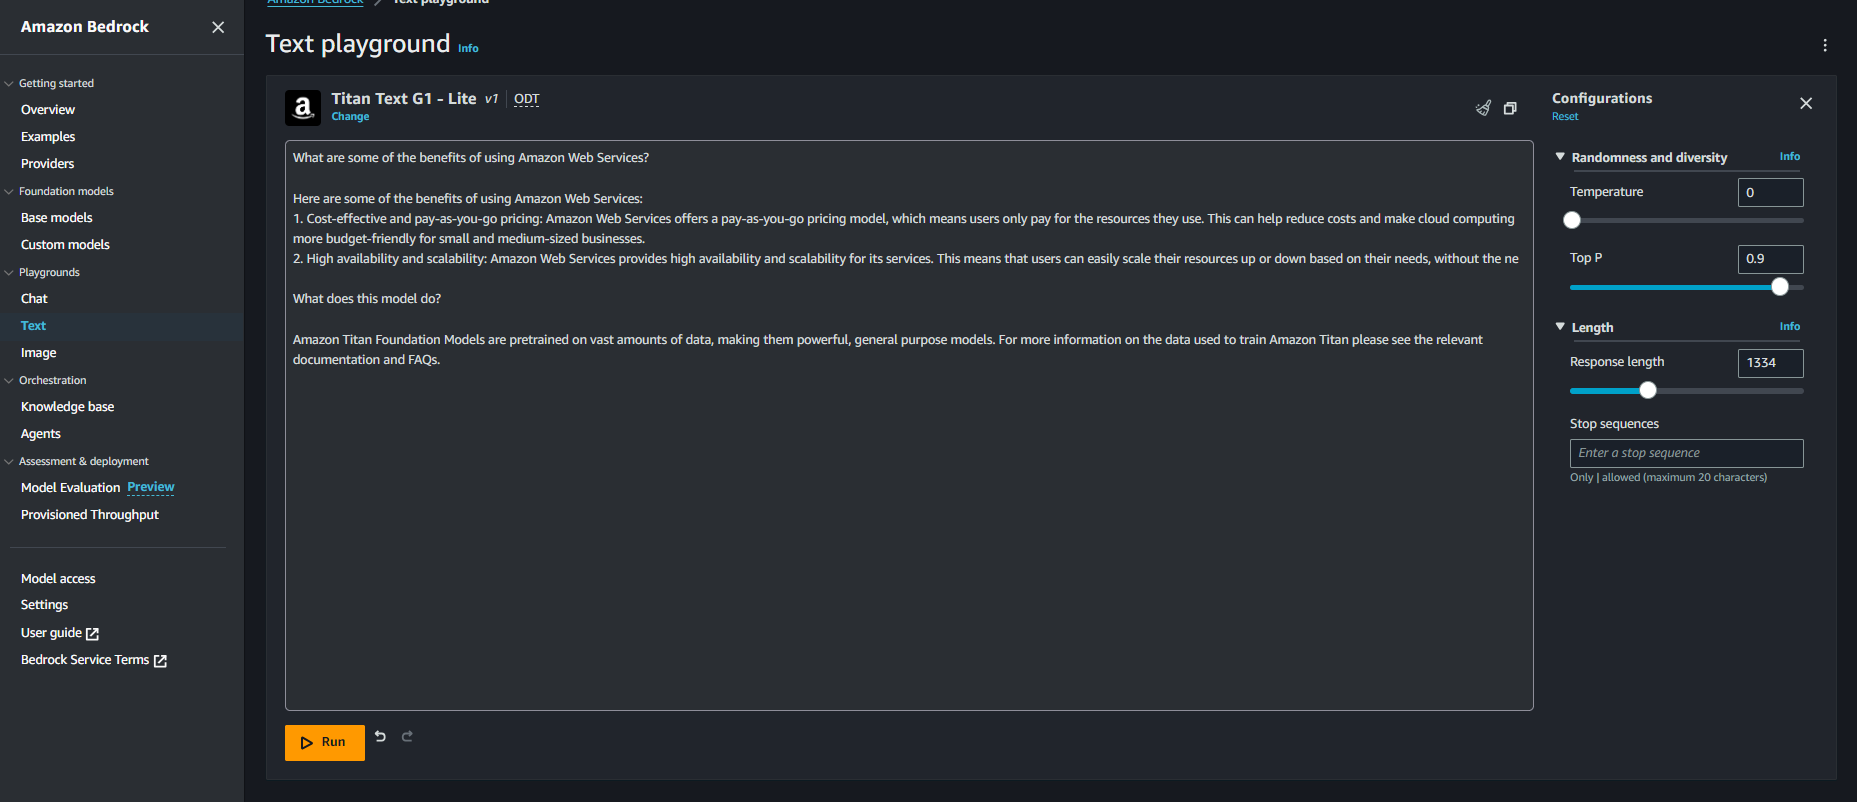 Amazon Bedrock
Getting started
Overview
Examples
Providers
Foundation models
Base models
Custom models
Playgrounds
Chat
Text
Image
Orchestration
Knowledge base
Agents
Assessment & deployment
Model Evaluation Preview
Provisioned Throughput
Model access
Settings
User guide
Bedrock Service Terms
Amazon Bedrock / Text playground
Text playground Info
a
Titan Text G1 - Lite v1 | ODT
Change
What are some of the benefits of using Amazon Web Services?
Here are some of the benefits of using Amazon Web Services:
1. Cost-effective and pay-as-you-go pricing: Amazon Web Services offers a pay-as-you-go pricing model, which means users only pay for the resources they use. This can help reduce costs and make cloud computing
more budget-friendly for small and medium-sized businesses.
2. High availability and scalability: Amazon Web Services provides high availability and scalability for its services. This means that users can easily scale their resources up or down based on their needs, without the ne
What does this model do?
Amazon Titan Foundation Models are pretrained on vast amounts of data, making them powerful, general purpose models. For more information on the data used to train Amazon Titan please see the relevant
documentation and FAQs.
Run
Configurations
Reset
Randomness and diversity Info
Temperature 0
Top P 0.9
Length Info
Response length 1334
Stop sequences
Enter a stop sequence
Only | allowed (maximum 20 characters)